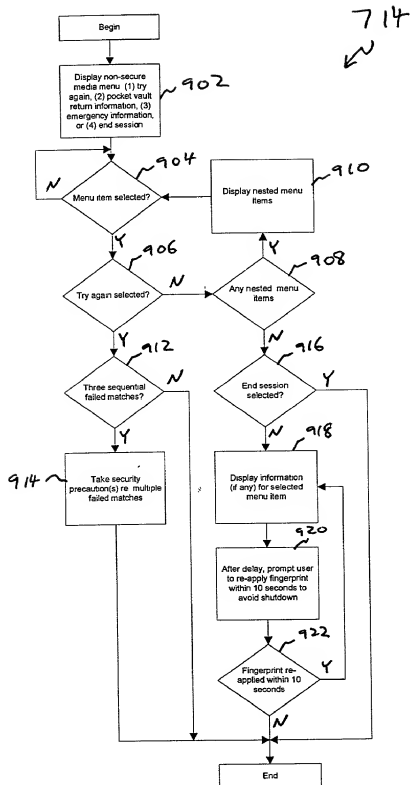 714
Begin
Display non-secure
media menu (1) try
again, (2) pocket vault
return information, (3)
emergency information,
or (4) end session
902
904
Menu item selected?
N
Y
Display nested menu
items
910
906
Try again selected?
N
Y
908
Any nested menu
items
Y
N
912
Three sequential
failed matches?
N
Y
916
End session
selected?
Y
N
914
Take security
precaution(s) re multiple
failed matches
918
Display information
(if any) for selected
menu item
920
After delay, prompt user
to re-apply fingerprint
within 10 seconds to
avoid shutdown
922
Fingerprint re-
applied within 10
seconds
Y
N
End